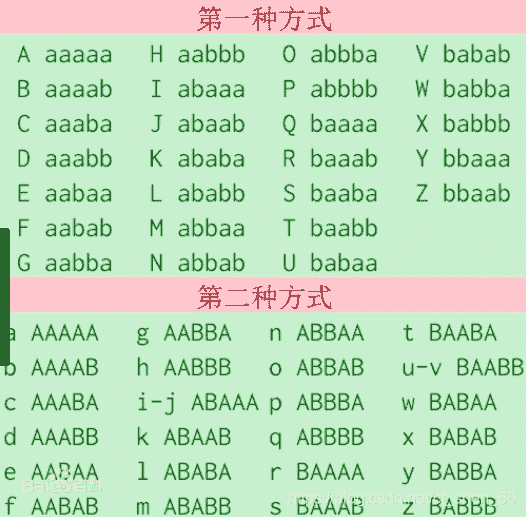 第一种方式
A aaaaa H aabbb O abbba V babab
B aaaab I abaaa P abbbb W babba
C aaaba J abaab Q baaaa X babbb
D aaabb K ababa R baaab Y bbaaa
E aabaa L ababb S baaba Z bbaab
F aabab M abbaa T baabb
G aabba N abbab U babaa
第二种方式
a AAAAA g AABBA n ABBAA t BAABA
b AAAAB h AABBB o ABBAB u-v BAABB
c AAABA i-j ABAAA p ABBBA w BABAA
d AAABB k ABAAB q ABBBB x BABAB
e AABAA l ABABA r BAAAA y BABBA
f AABAB m ABABB s BAAAB z BABBB